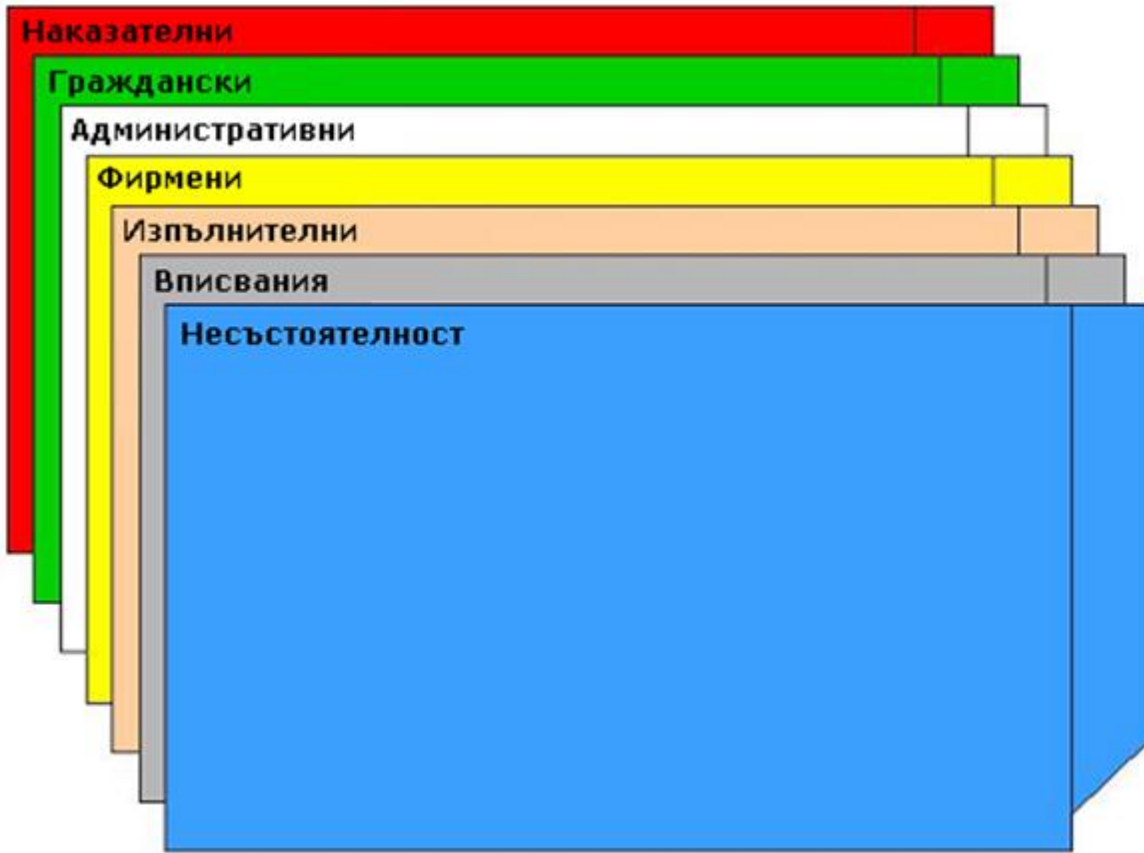 Наказателни
Граждански
Административни
Фирмени
Изпълнителни
Вписвания
Несъстоятелност